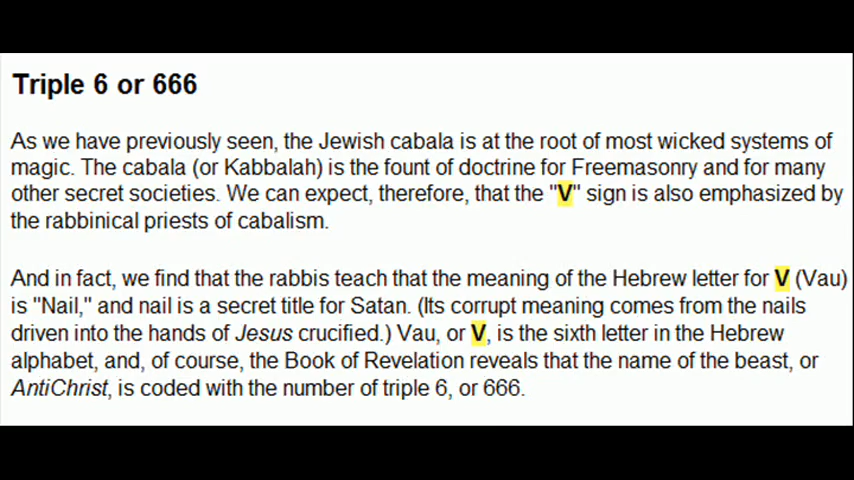 Triple 6 or 666
As we have previously seen, the Jewish cabala is at the root of most wicked systems of
magic. The cabala (or Kabbalah) is the fount of doctrine for Freemasonry and for many
other secret societies. We can expect, therefore, that the "V" sign is also emphasized by
the rabbinical priests of cabalism.
And in fact, we find that the rabbis teach that the meaning of the Hebrew letter for V (Vau)
is "Nail," and nail is a secret title for Satan. (Its corrupt meaning comes from the nails
driven into the hands of Jesus crucified.) Vau, or V, is the sixth letter in the Hebrew
alphabet, and, of course, the Book of Revelation reveals that the name of the beast, or
AntiChrist, is coded with the number of triple 6, or 666.